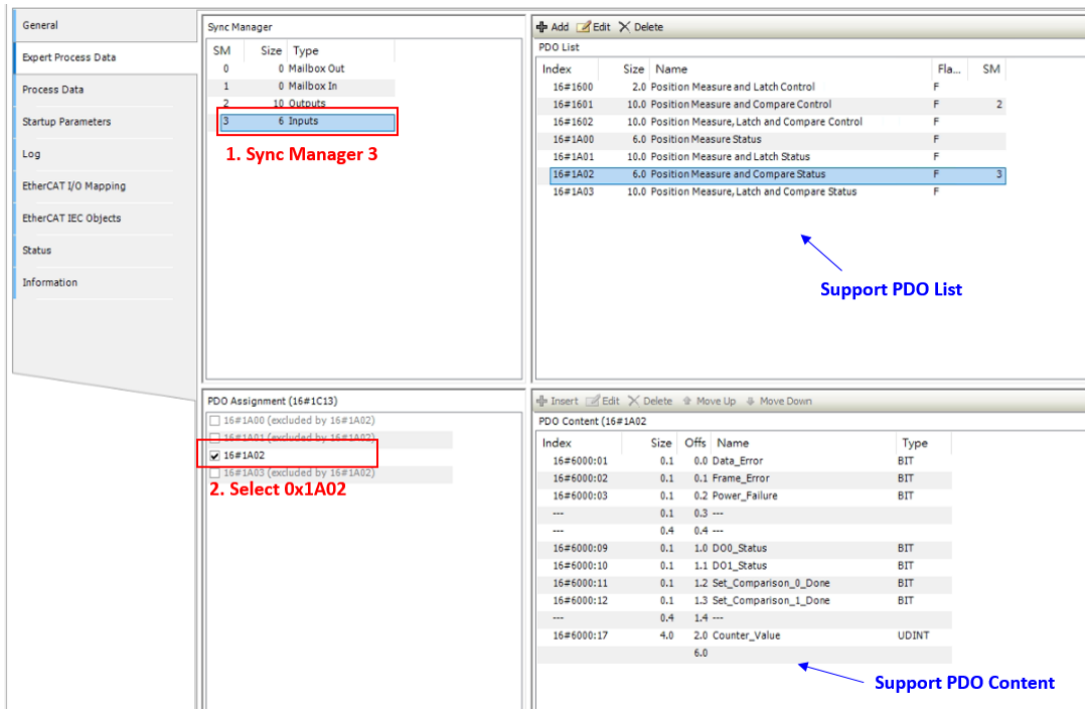 General
Expert Process Data
Process Data
Startup Parameters
Log
EtherCAT I/O Mapping
EtherCAT IEC Objects
Status
Information
Sync Manager
SM Size Type
0 0 Mailbox Out
1 0 Mailbox In
2 10 Outputs
3 6 Inputs
1. Sync Manager 3
Add Edit Delete
PDO List
Index Size Name Fla... SM
16#1600 2.0 Position Measure and Latch Control F
16#1601 10.0 Position Measure and Compare Control F 2
16#1602 10.0 Position Measure, Latch and Compare Control F
16#1A00 6.0 Position Measure Status F
16#1A01 10.0 Position Measure and Latch Status F
16#1A02 6.0 Position Measure and Compare Status F 3
16#1A03 10.0 Position Measure, Latch and Compare Status F
Support PDO List
PDO Assignment (16#1C13)
16#1A00 (excluded by 16#1A02)
16#1A01 (excluded by 16#1A02)
16#1A02
16#1A03 (excluded by 16#1A02)
2. Select 0x1A02
Insert Edit Delete Move Up Move Down
PDO Content (16#1A02
Index Size Offs Name Type
16#6000:01 0.1 0.0 Data_Error BIT
16#6000:02 0.1 0.1 Frame_Error BIT
16#6000:03 0.1 0.2 Power_Failure BIT
--- 0.1 0.3 ---
--- 0.4 0.4 ---
16#6000:09 0.1 1.0 DO0_Status BIT
16#6000:10 0.1 1.1 DO1_Status BIT
16#6000:11 0.1 1.2 Set_Comparison_0_Done BIT
16#6000:12 0.1 1.3 Set_Comparison_1_Done BIT
--- 0.4 1.4 ---
16#6000:17 4.0 2.0 Counter_Value UDINT
6.0
Support PDO Content